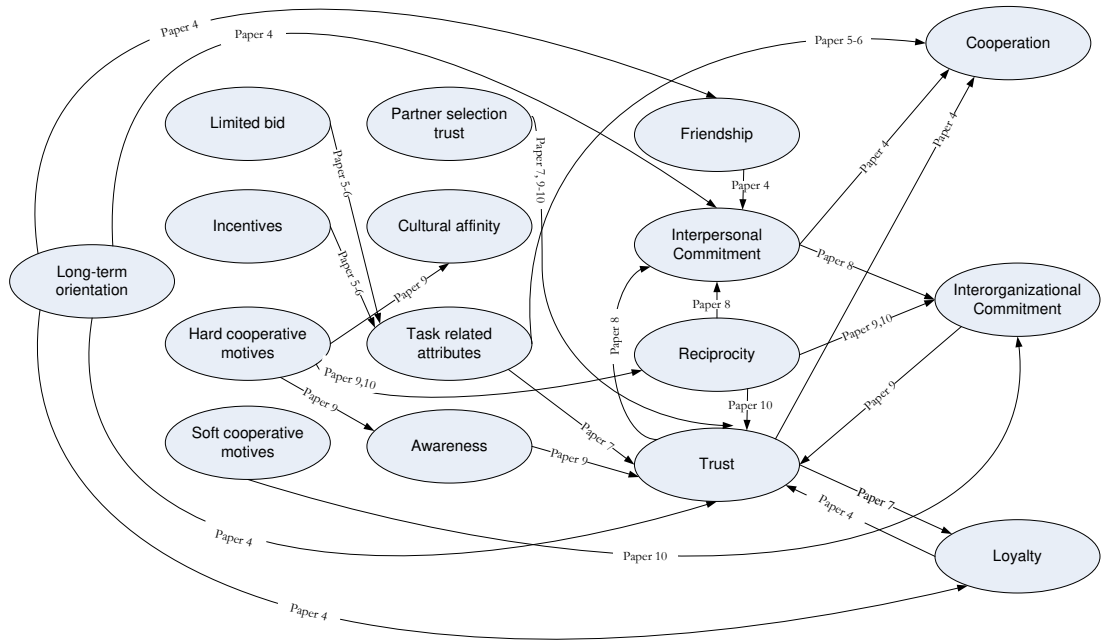 Paper 4
Paper 4
Paper 5-6
Cooperation
Limited bid
Partner selection
trust
Friendship
Paper 4
Paper 5-6
Paper 7, 9-10
Paper 4
Paper 4
Incentives
Cultural affinity
Interpersonal
Commitment
Paper 8
Long-term
orientation
Paper 5-6
Paper 9
Interorganizational
Commitment
Paper 8
Paper 8
Paper 9,10
Hard cooperative
motives
Task related
attributes
Reciprocity
Paper 9,10
Paper 9
Paper 10
Paper 9
Soft cooperative
motives
Awareness
Paper 7
Paper 9
Trust
Paper 7
Paper 4
Paper 4
Paper 10
Loyalty
Paper 4